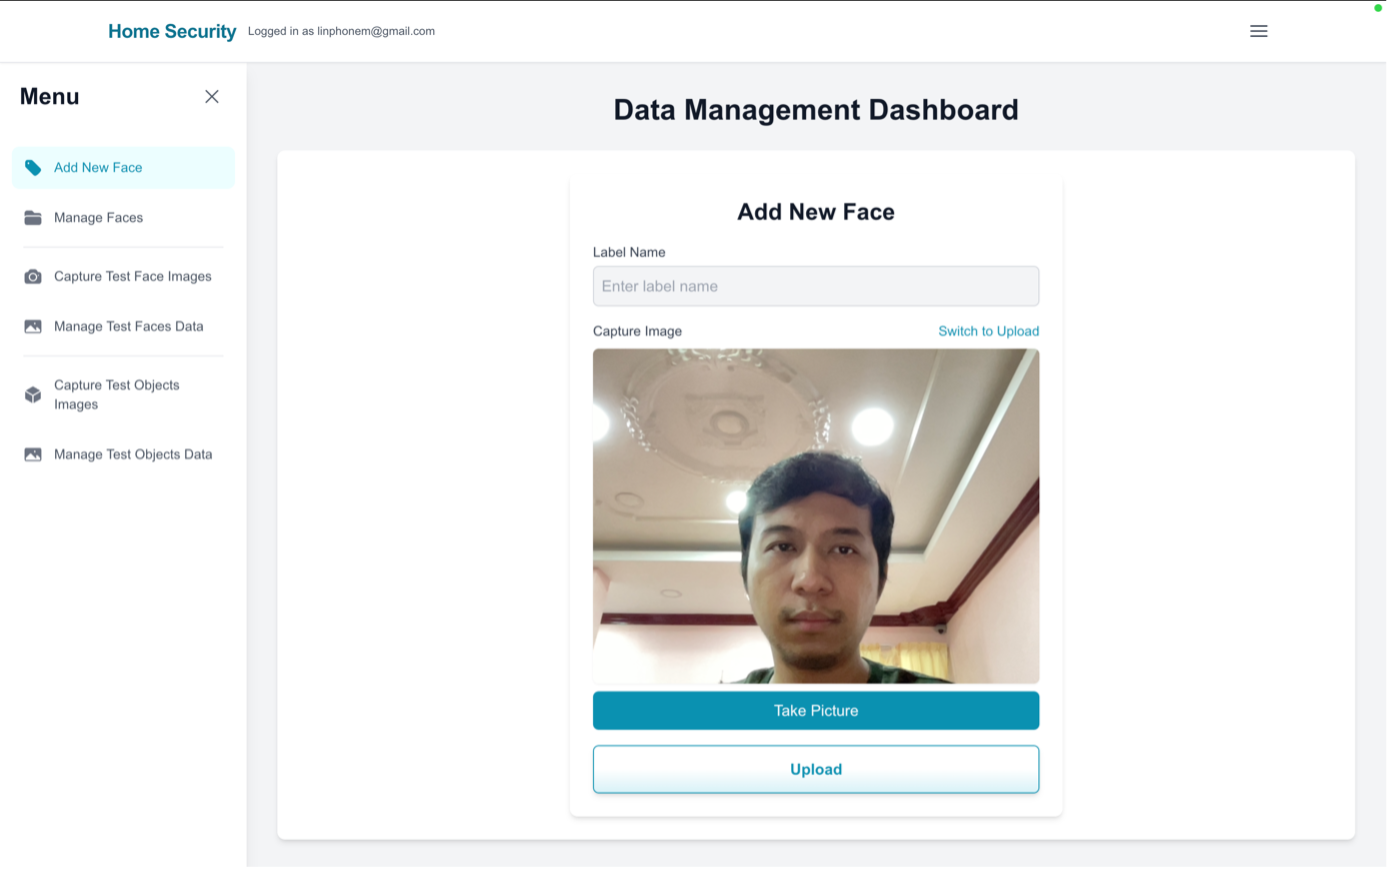 Home Security Logged in as linphonem@gmail.com
Menu
Add New Face
Manage Faces
Capture Test Face Images
Manage Test Faces Data
Capture Test Objects
Images
Manage Test Objects Data
Data Management Dashboard
Add New Face
Label Name
Enter label name
Capture Image Switch to Upload
Take Picture
Upload